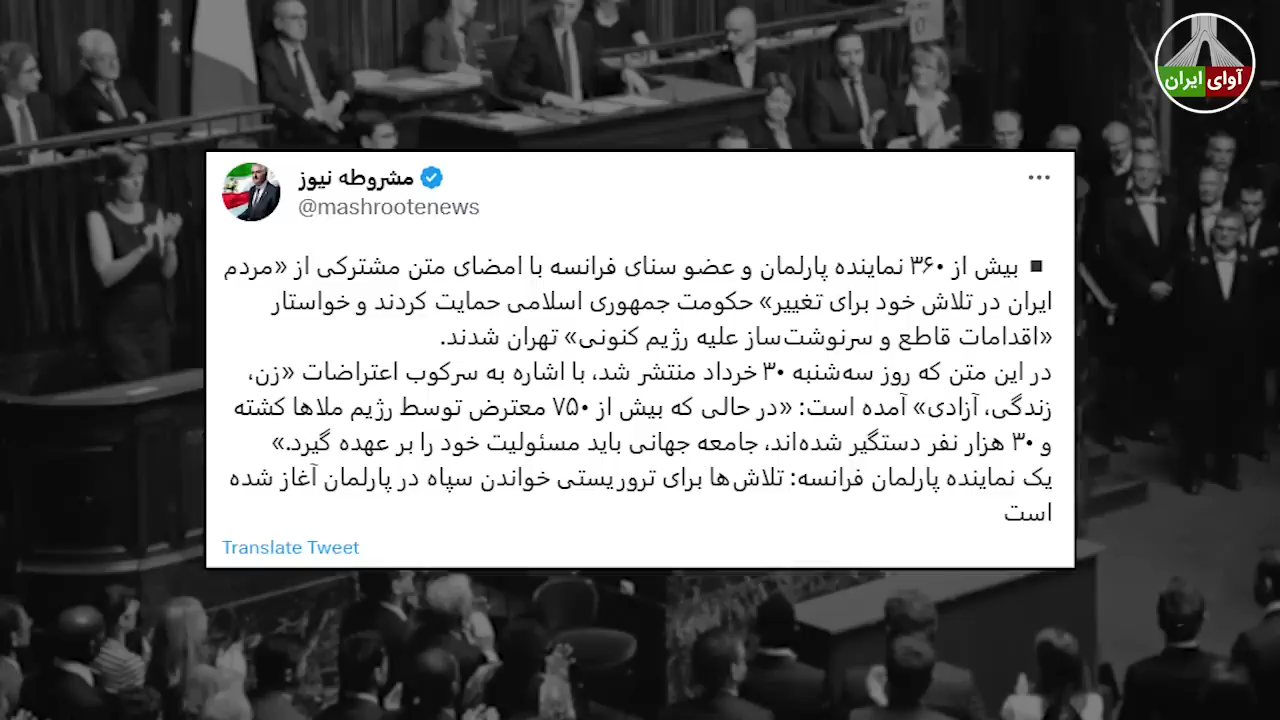 آوای ایران
مشروطه نیوز
@mashrootenews
▪ بیش از ۳۶۰ نماینده پارلمان و عضو سنای فرانسه با امضای متن مشترکی از «مردم
ایران در تلاش خود برای تغییر» حکومت جمهوری اسلامی حمایت کردند و خواستار
«اقدامات قاطع و سرنوشت‌ساز علیه رژیم کنونی» تهران شدند.
در این متن که روز سه‌شنبه ۳۰ خرداد منتشر شد، با اشاره به سرکوب اعتراضات «زن،
زندگی، آزادی» آمده است: «در حالی که بیش از ۷۵۰ معترض توسط رژیم ملاها کشته
و ۳۰ هزار نفر دستگیر شده‌اند، جامعه جهانی باید مسئولیت خود را بر عهده گیرد.»
یک نماینده پارلمان فرانسه: تلاش‌ها برای تروریستی خواندن سپاه در پارلمان آغاز شده
است
Translate Tweet